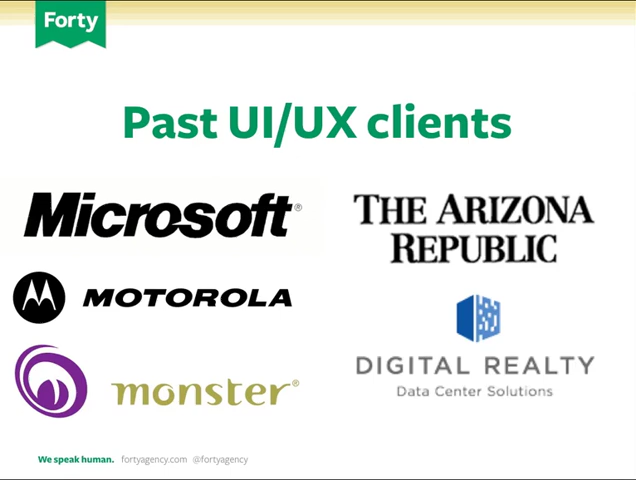 Forty
Past UI/UX clients
Microsoft®
MOTOROLA
monster®
THE ARIZONA
REPUBLIC
DIGITAL REALTY
Data Center Solutions
We speak human. fortyagency.com @fortyagency